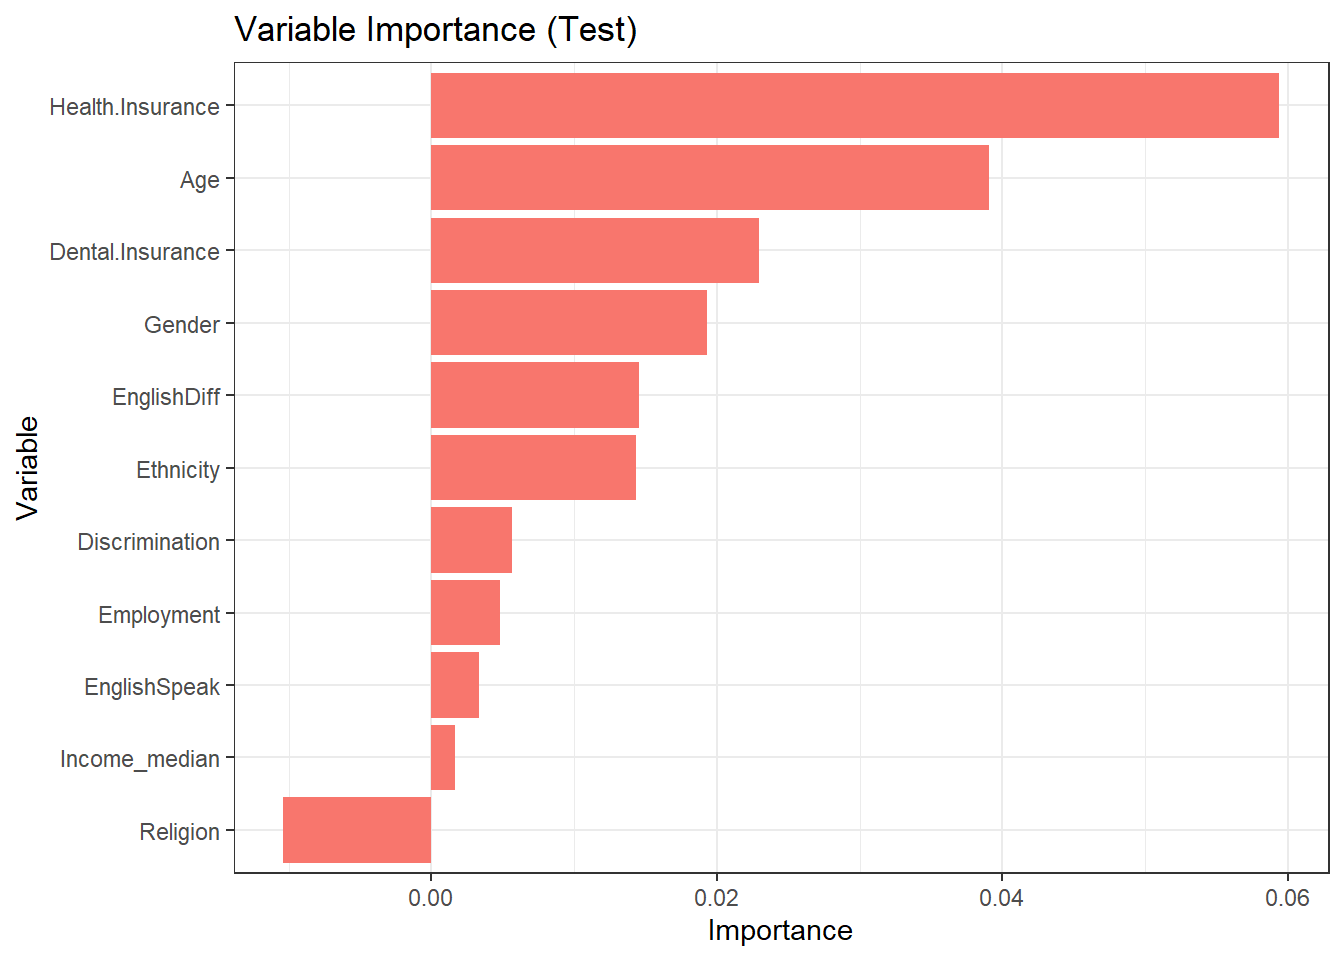 Variable Importance (Test)
Health.Insurance
Age
Dental.Insurance
Gender
EnglishDiff
Ethnicity
Discrimination
Employment
EnglishSpeak
Income_median
Religion
Variable
0.00 0.02 0.04 0.06
Importance